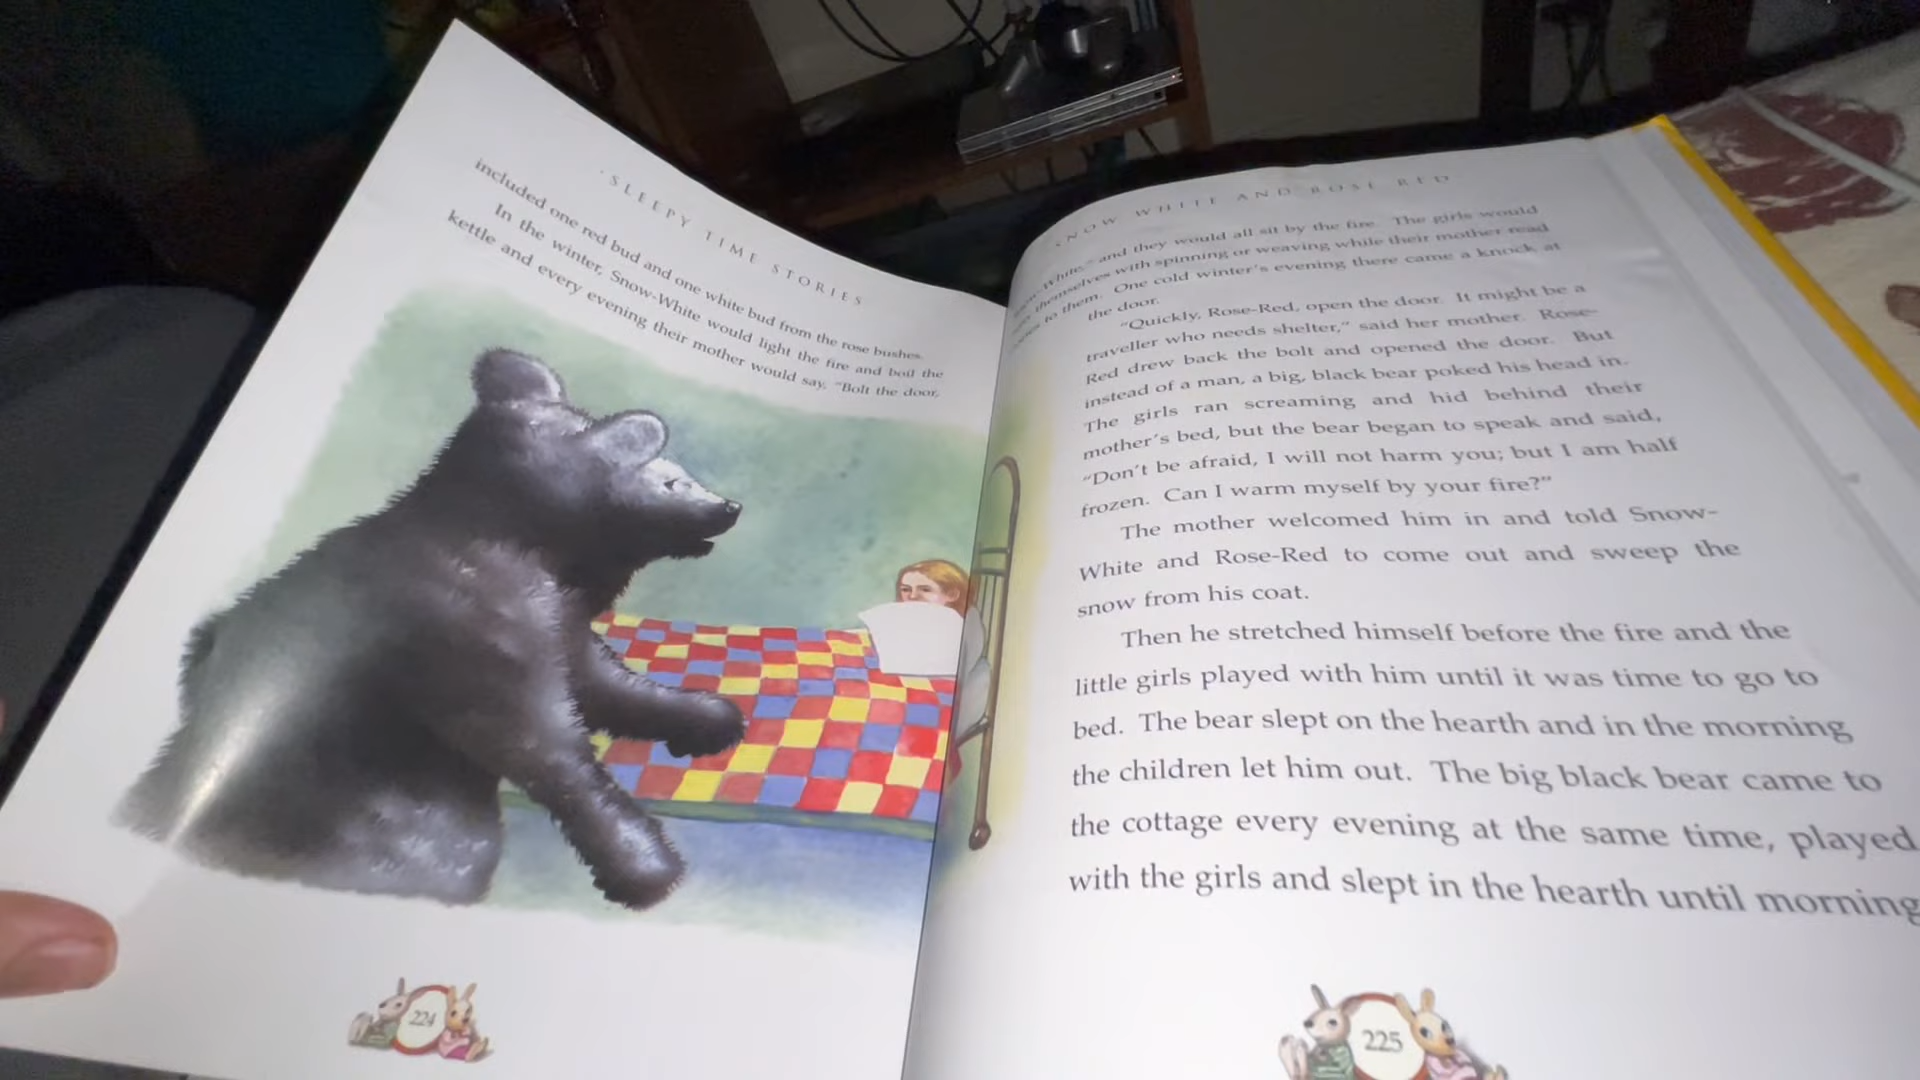 SLEEPY TIME STORIES
included one red bud and one white bud from the rose bushes.
In the winter, Snow-White would light the fire and boil the
kettle and every evening their mother would say, "Bolt the door,
224
SNOW WHITE AND ROSE RED
and they would all sit by the fire. The girls would
themselves with spinning or weaving while their mother read
to them. One cold winter's evening there came a knock at
the door.
"Quickly, Rose-Red, open the door. It might be a
traveller who needs shelter," said her mother. Rose-
Red drew back the bolt and opened the door. But
instead of a man, a big, black bear poked his head in.
The girls ran screaming and hid behind their
mother's bed, but the bear began to speak and said,
"Don't be afraid, I will not harm you; but I am half
frozen. Can I warm myself by your fire?"
The mother welcomed him in and told Snow-
White and Rose-Red to come out and sweep the
snow from his coat.
Then he stretched himself before the fire and the
little girls played with him until it was time to go to
bed. The bear slept on the hearth and in the morning
the children let him out. The big black bear came to
the cottage every evening at the same time, played
with the girls and slept in the hearth until morning
225